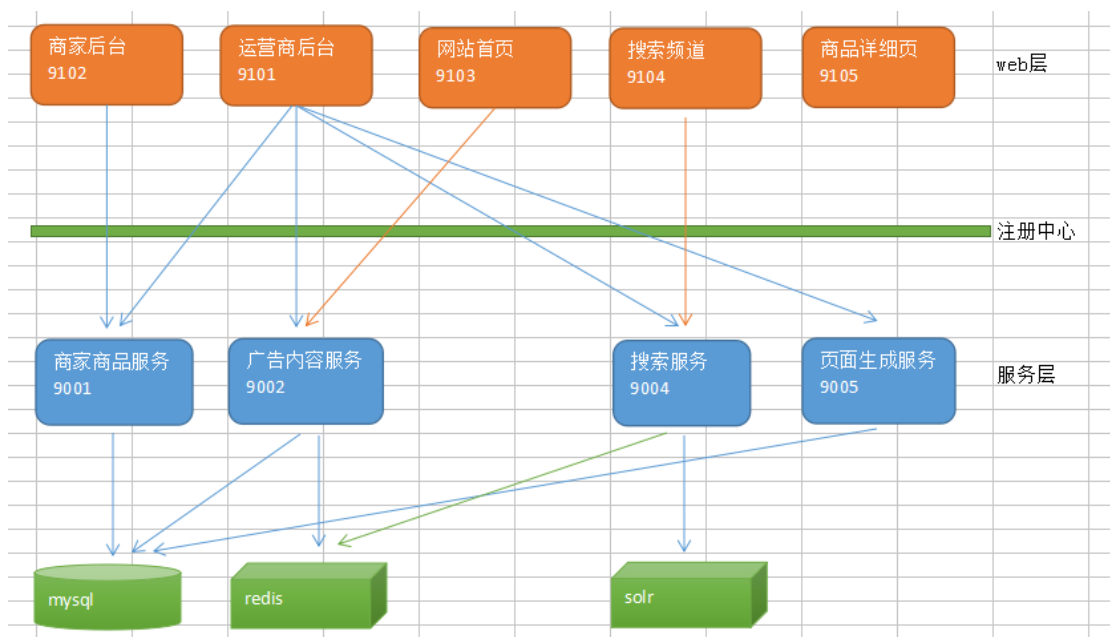 商家后台
9102
运营商后台
9101
网站首页
9103
搜索频道
9104
商品详细页
9105
web层
注册中心
商家商品服务
9001
广告内容服务
9002
搜索服务
9004
页面生成服务
9005
服务层
mysql
redis
solr